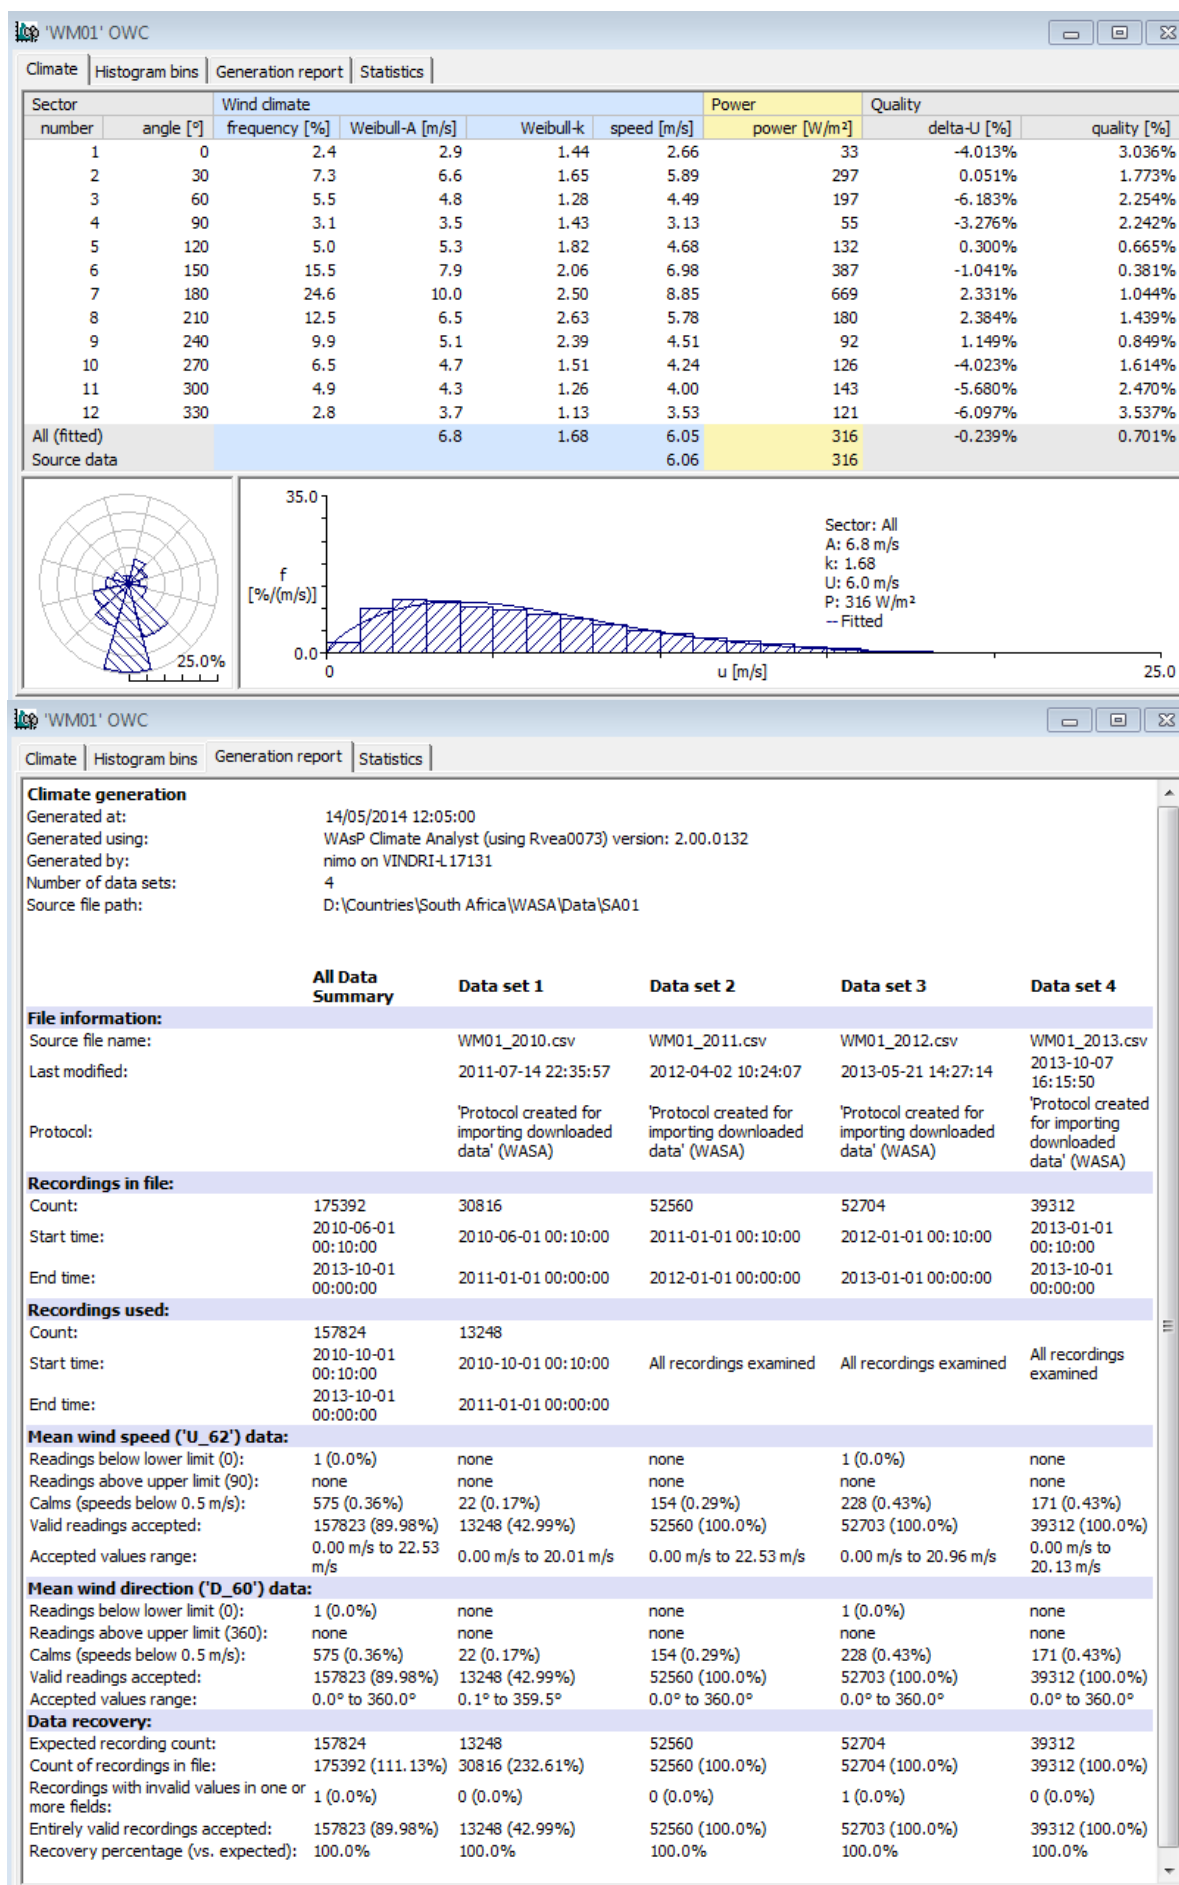 'WM01' OWC
Climate Histogram bins Generation report Statistics
Sector Wind climate Power Quality
number angle [°] frequency [%] Weibull-A [m/s] Weibull-k speed [m/s] power [W/m²] delta-U [%] quality [%]
1 0 2.4 2.9 1.44 2.66 33 -4.013% 3.036%
2 30 7.3 6.6 1.65 5.89 297 0.051% 1.773%
3 60 5.5 4.8 1.28 4.49 197 -6.183% 2.254%
4 90 3.1 3.5 1.43 3.13 55 -3.276% 2.242%
5 120 5.0 5.3 1.82 4.68 132 0.300% 0.665%
6 150 15.5 7.9 2.06 6.98 387 -1.041% 0.381%
7 180 24.6 10.0 2.50 8.85 669 2.331% 1.044%
8 210 12.5 6.5 2.63 5.78 180 2.384% 1.439%
9 240 9.9 5.1 2.39 4.51 92 1.149% 0.849%
10 270 6.5 4.7 1.51 4.24 126 -4.023% 1.614%
11 300 4.9 4.3 1.26 4.00 143 -5.680% 2.470%
12 330 2.8 3.7 1.13 3.53 121 -6.097% 3.537%
All (fitted) 6.8 1.68 6.05 316 -0.239% 0.701%
Source data 6.06 316
25.0%
35.0
f
[%/(m/s)]
0.0
0 u [m/s] 25.0
Sector: All
A: 6.8 m/s
k: 1.68
U: 6.0 m/s
P: 316 W/m²
-- Fitted
'WM01' OWC
Climate Histogram bins Generation report Statistics
Climate generation
Generated at: 14/05/2014 12:05:00
Generated using: WAsP Climate Analyst (using Rvea0073) version: 2.00.0132
Generated by: nimo on VINDRI-L17131
Number of data sets: 4
Source file path: D:\Countries\South Africa\WASA\Data\SA01
All Data Summary Data set 1 Data set 2 Data set 3 Data set 4
File information:
Source file name: WM01_2010.csv WM01_2011.csv WM01_2012.csv WM01_2013.csv
Last modified: 2011-07-14 22:35:57 2012-04-02 10:24:07 2013-05-21 14:27:14 2013-10-07 16:15:50
Protocol: 'Protocol created for importing downloaded data' (WASA) 'Protocol created for importing downloaded data' (WASA) 'Protocol created for importing downloaded data' (WASA) 'Protocol created for importing downloaded data' (WASA)
Recordings in file:
Count: 175392 30816 52560 52704 39312
Start time: 2010-06-01 00:10:00 2010-06-01 00:10:00 2011-01-01 00:10:00 2012-01-01 00:10:00 2013-01-01 00:10:00
End time: 2013-10-01 00:00:00 2011-01-01 00:00:00 2012-01-01 00:00:00 2013-01-01 00:00:00 2013-10-01 00:00:00
Recordings used:
Count: 157824 13248
Start time: 2010-10-01 00:10:00 2010-10-01 00:10:00 All recordings examined All recordings examined All recordings examined
End time: 2013-10-01 00:00:00 2011-01-01 00:00:00
Mean wind speed ('U_62') data:
Readings below lower limit (0): 1 (0.0%) none none 1 (0.0%) none
Readings above upper limit (90): none none none none none
Calms (speeds below 0.5 m/s): 575 (0.36%) 22 (0.17%) 154 (0.29%) 228 (0.43%) 171 (0.43%)
Valid readings accepted: 157823 (89.98%) 13248 (42.99%) 52560 (100.0%) 52703 (100.0%) 39312 (100.0%)
Accepted values range: 0.00 m/s to 22.53 m/s 0.00 m/s to 20.01 m/s 0.00 m/s to 22.53 m/s 0.00 m/s to 20.96 m/s 0.00 m/s to 20.13 m/s
Mean wind direction ('D_60') data:
Readings below lower limit (0): 1 (0.0%) none none 1 (0.0%) none
Readings above upper limit (360): none none none none none
Calms (speeds below 0.5 m/s): 575 (0.36%) 22 (0.17%) 154 (0.29%) 228 (0.43%) 171 (0.43%)
Valid readings accepted: 157823 (89.98%) 13248 (42.99%) 52560 (100.0%) 52703 (100.0%) 39312 (100.0%)
Accepted values range: 0.0° to 360.0° 0.1° to 359.5° 0.0° to 360.0° 0.0° to 360.0° 0.0° to 360.0°
Data recovery:
Expected recording count: 157824 13248 52560 52704 39312
Count of recordings in file: 175392 (111.13%) 30816 (232.61%) 52560 (100.0%) 52704 (100.0%) 39312 (100.0%)
Recordings with invalid values in one or more fields: 1 (0.0%) 0 (0.0%) 0 (0.0%) 1 (0.0%) 0 (0.0%)
Entirely valid recordings accepted: 157823 (89.98%) 13248 (42.99%) 52560 (100.0%) 52703 (100.0%) 39312 (100.0%)
Recovery percentage (vs. expected): 100.0% 100.0% 100.0% 100.0% 100.0%